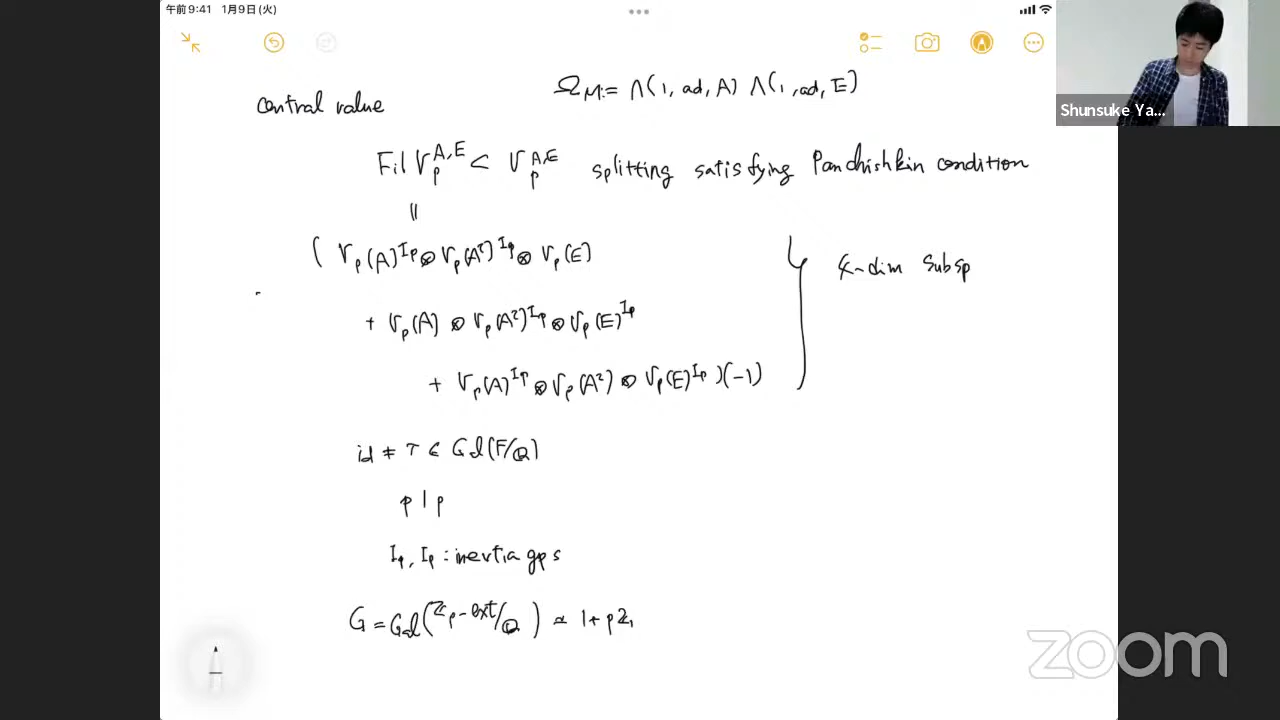 午前9:41 1月9日(火)
Ω_M := Λ(1, ad, A) Λ(1, ad, E)
central value
Fil V_p^{A,E} ⊂ V_p^{A,E} splitting satisfying Panchishkin condition
||
( V_p(A)^{I_p} ⊗ V_p(A^τ)^{I_p} ⊗ V_p(E)
+ V_p(A) ⊗ V_p(A^τ)^{I_p} ⊗ V_p(E)^{I_p}
+ V_p(A)^{I_p} ⊗ V_p(A^τ) ⊗ V_p(E)^{I_p} )(-1)
4-dim subsp
id ≠ τ ∈ Gal(F/ℚ)
p | p
I_p, I_p : inertia gps
G = Gal(ℤ_p-ext/ℚ) ≃ 1 + pℤ_p
Shunsuke Ya...
zoom